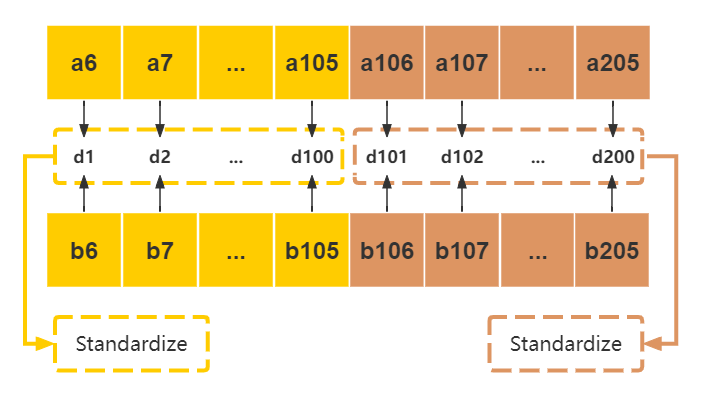 a6 a7 ... a105 a106 a107 ... a205
d1 d2 ... d100 d101 d102 ... d200
b6 b7 ... b105 b106 b107 ... b205
Standardize Standardize